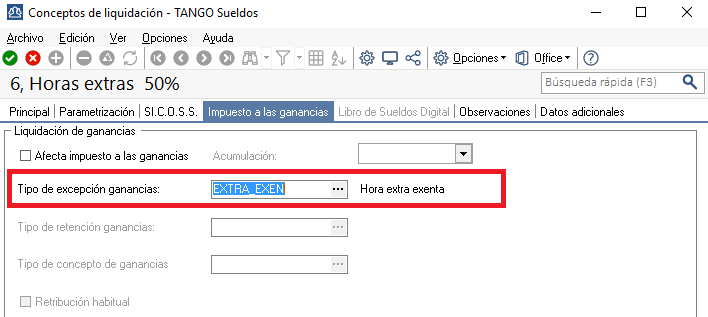 Conceptos de liquidación - TANGO Sueldos
Archivo Edición Ver Opciones Ayuda
Opciones Office
6, Horas extras 50%
Búsqueda rápida (F3)
Principal Parametrización SI.C.O.S.S. Impuesto a las ganancias Libro de Sueldos Digital Observaciones Datos adicionales
Liquidación de ganancias
Afecta impuesto a las ganancias Acumulación:
Tipo de excepción ganancias: EXTRA_EXEN ... Hora extra exenta
Tipo de retención ganancias: ...
Tipo de concepto de ganancias ...
Retribución habitual